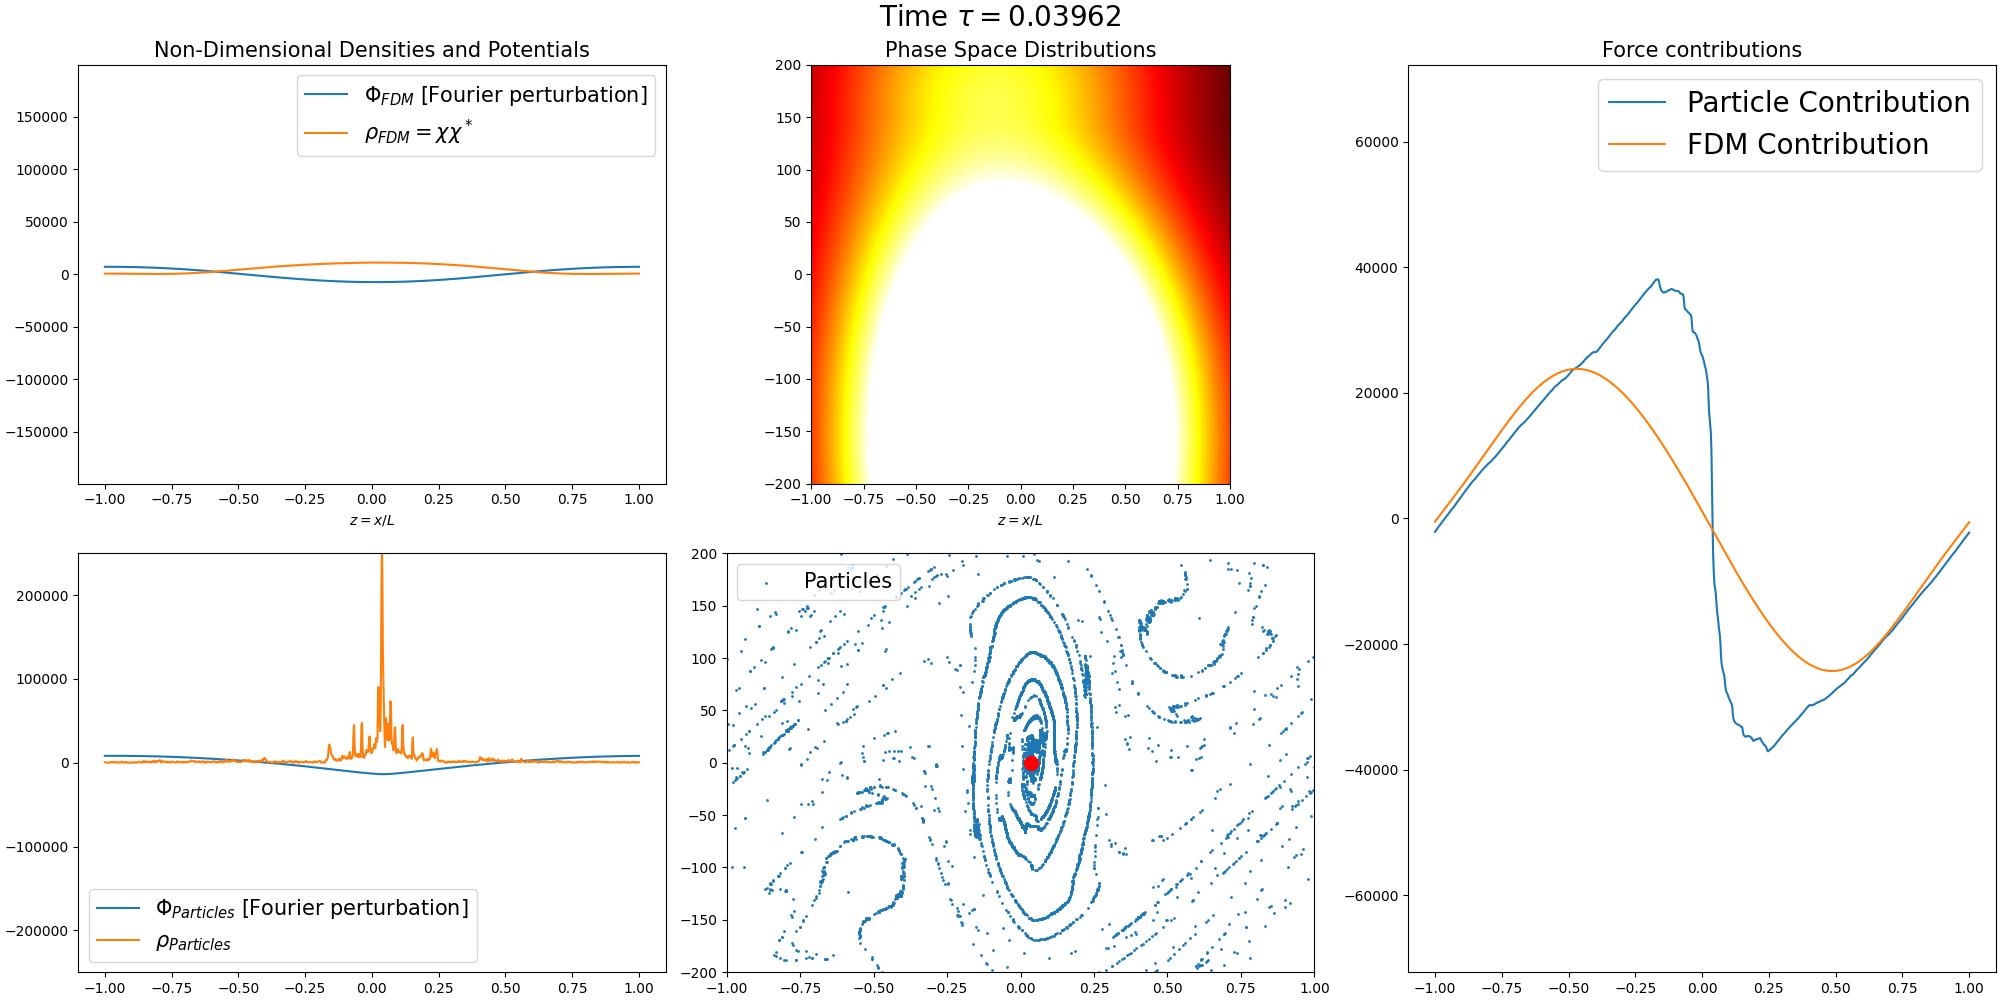 Time τ = 0.03962
Non-Dimensional Densities and Potentials
Φ_FDM [Fourier perturbation]
ρ_FDM = χχ*
150000
100000
50000
0
−50000
−100000
−150000
−1.00 −0.75 −0.50 −0.25 0.00 0.25 0.50 0.75 1.00
z = x/L
Phase Space Distributions
200
150
100
50
0
−50
−100
−150
−200
−1.00 −0.75 −0.50 −0.25 0.00 0.25 0.50 0.75 1.00
z = x/L
Force contributions
Particle Contribution
FDM Contribution
60000
40000
20000
0
−20000
−40000
−60000
−1.00 −0.75 −0.50 −0.25 0.00 0.25 0.50 0.75 1.00
200000
100000
0
−100000
−200000
Φ_Particles [Fourier perturbation]
ρ_Particles
−1.00 −0.75 −0.50 −0.25 0.00 0.25 0.50 0.75 1.00
Particles
200
150
100
50
0
−50
−100
−150
−200
−1.00 −0.75 −0.50 −0.25 0.00 0.25 0.50 0.75 1.00